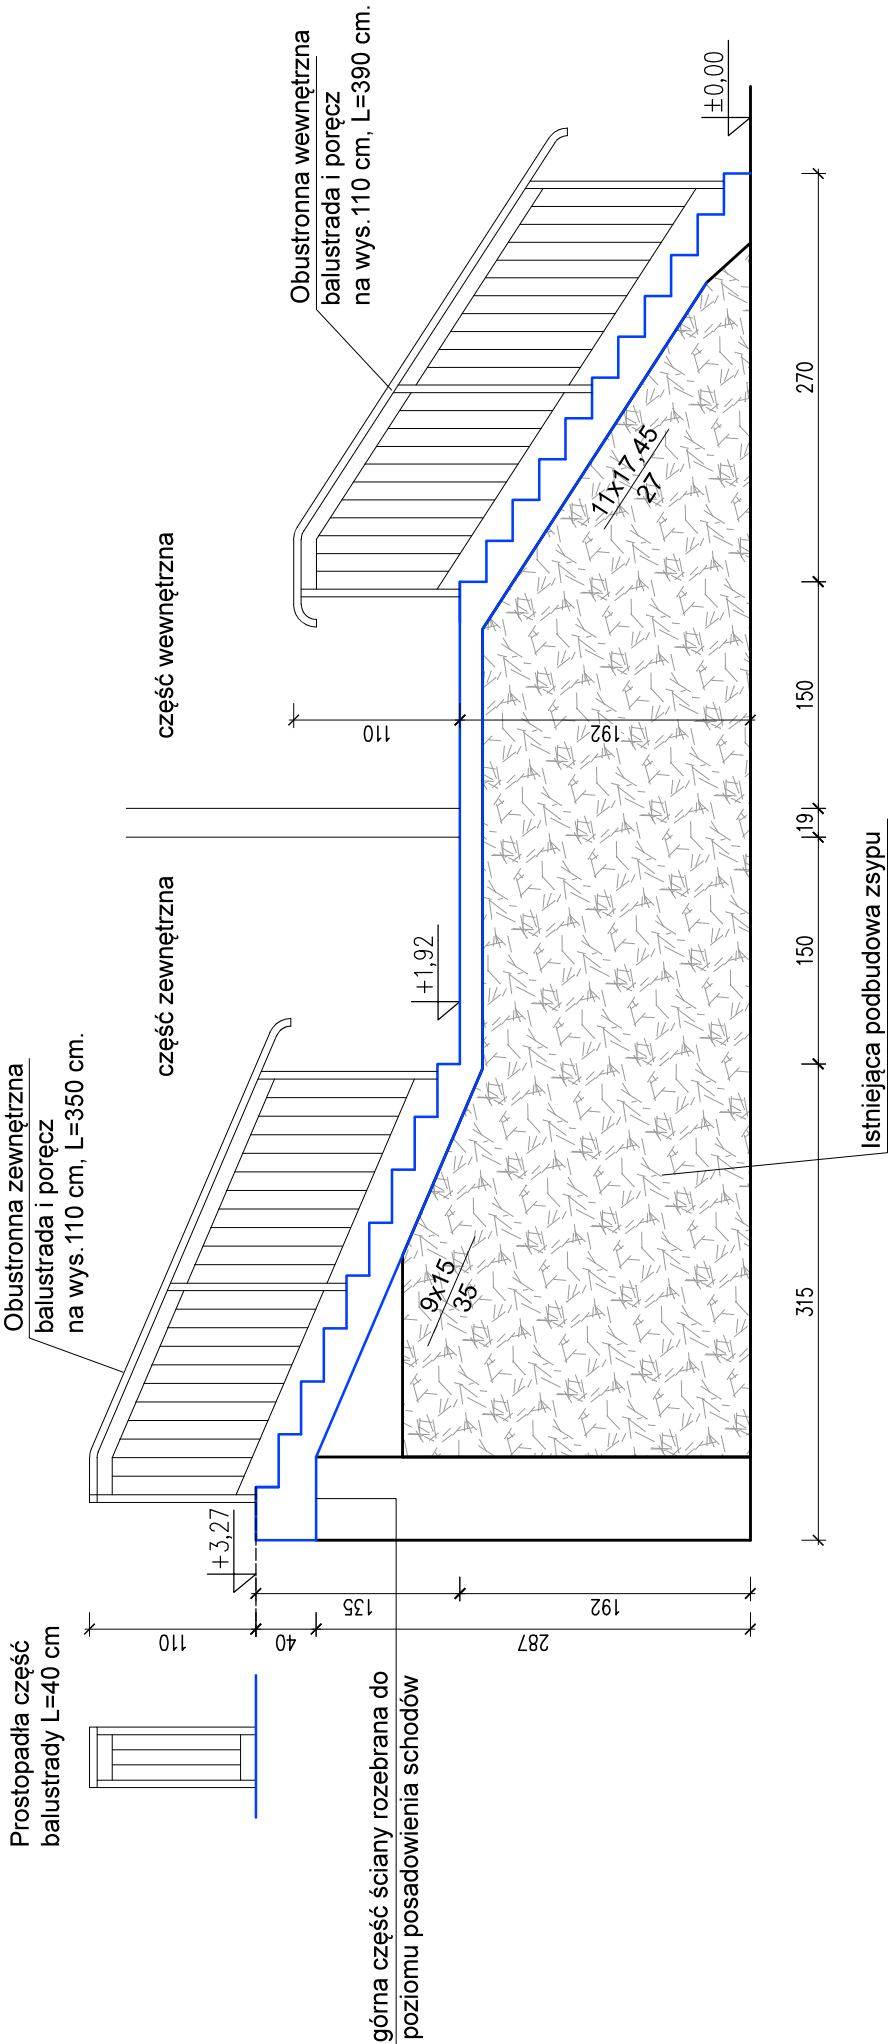 Prostopadła część
balustrady L=40 cm
Obustronna zewnętrzna
balustrada i poręcz
na wys.110 cm, L=350 cm.
część zewnętrzna
część wewnętrzna
Obustronna wewnętrzna
balustrada i poręcz
na wys.110 cm, L=390 cm.
110
40
287
+3,27
135
192
+1,92
110
192
±0,00
9x15
35
11x17,45
27
górna część ściany rozebrana do
poziomu posadowienia schodów
315
150
19
150
270
Istniejąca podbudowa zsypu